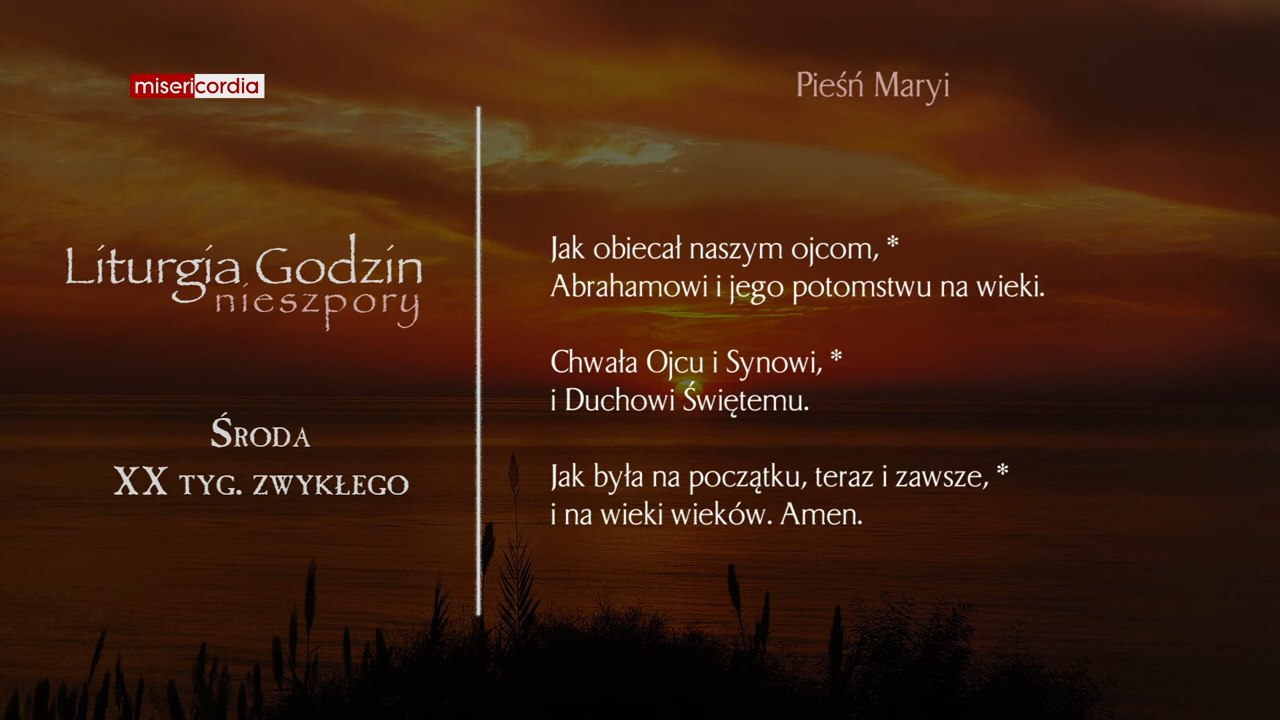 misericordia
Pieśń Maryi
Liturgia Godzin
nieszpory
Środa
XX tyg. zwykłego
Jak obiecał naszym ojcom, *
Abrahamowi i jego potomstwu na wieki.
Chwała Ojcu i Synowi, *
i Duchowi Świętemu.
Jak była na początku, teraz i zawsze, *
i na wieki wieków. Amen.